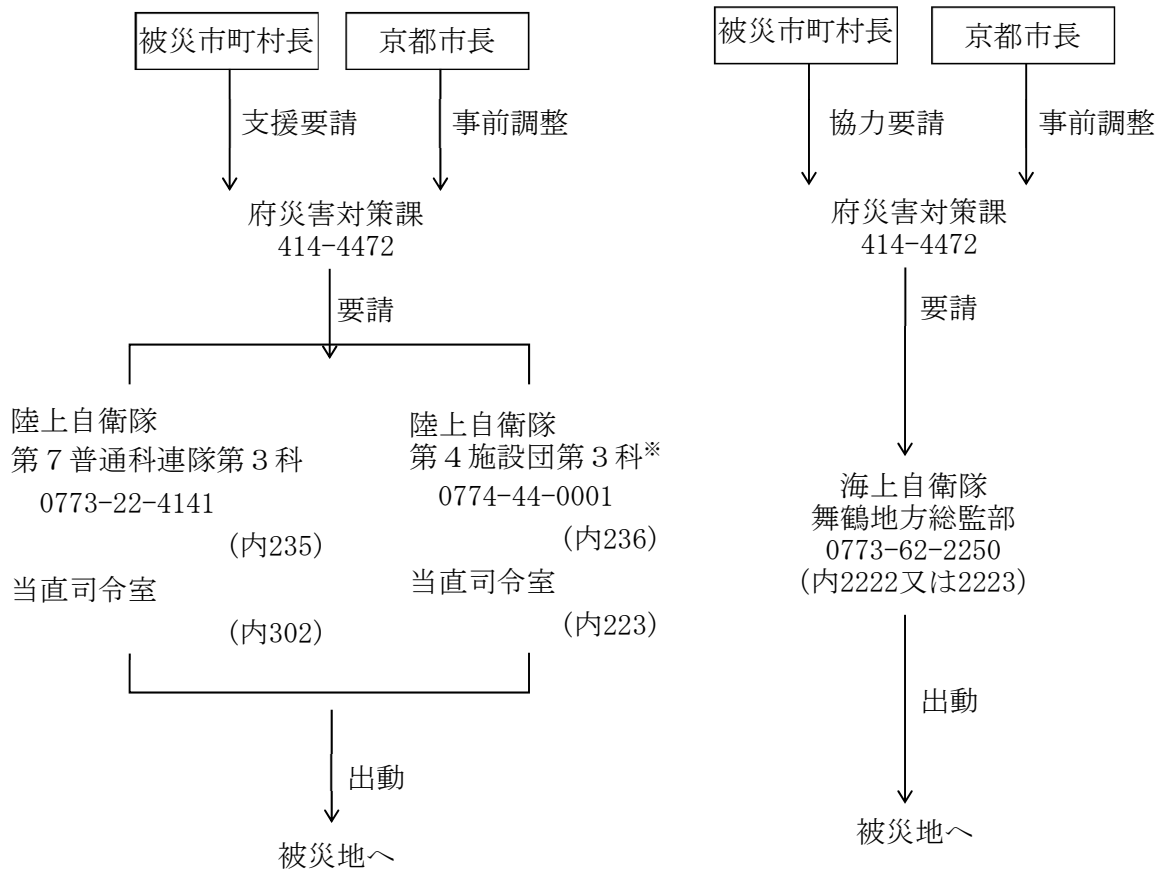 被災市町村長
京都市長
支援要請
事前調整
府災害対策課
414-4472
要請
陸上自衛隊
第７普通科連隊第３科
0773-22-4141
(内235)
当直司令室
(内302)
陸上自衛隊
第４施設団第３科※
0774-44-0001
(内236)
当直司令室
(内223)
出動
被災地へ
被災市町村長
京都市長
協力要請
事前調整
府災害対策課
414-4472
要請
海上自衛隊
舞鶴地方総監部
0773-62-2250
(内2222又は2223)
出動
被災地へ